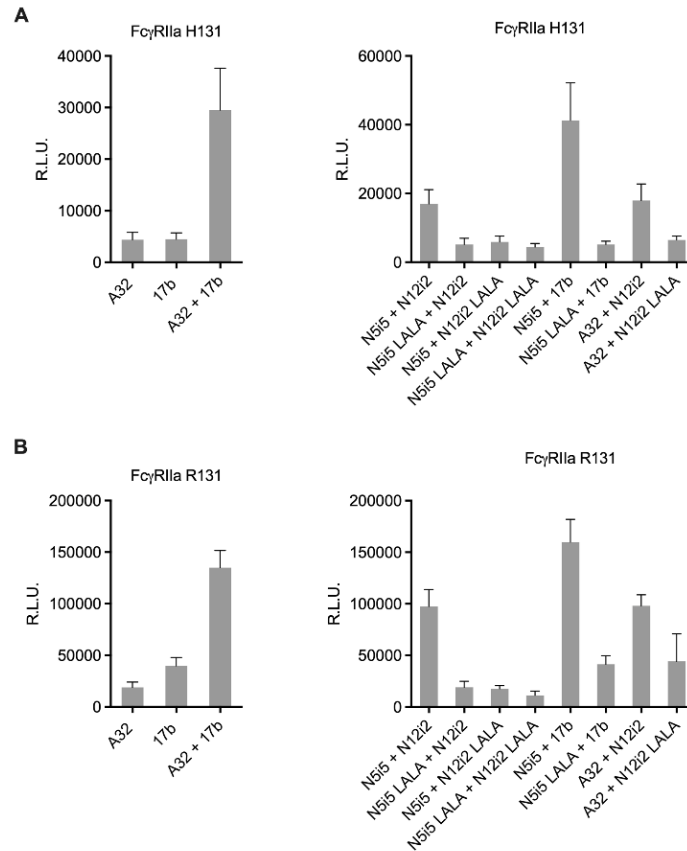 A
FcγRIIa H131
R.L.U.
40000
30000
20000
10000
0
A32
17b
A32 + 17b
FcγRIIa H131
R.L.U.
60000
40000
20000
0
N5i5 + N12i2
N5i5 LALA + N12i2
N5i5 + N12i2 LALA
N5i5 LALA + N12i2 LALA
N5i5 + 17b
N5i5 LALA + 17b
A32 + N12i2
A32 + N12i2 LALA
B
FcγRIIa R131
R.L.U.
200000
150000
100000
50000
0
A32
17b
A32 + 17b
FcγRIIa R131
R.L.U.
200000
150000
100000
50000
0
N5i5 + N12i2
N5i5 LALA + N12i2
N5i5 + N12i2 LALA
N5i5 LALA + N12i2 LALA
N5i5 + 17b
N5i5 LALA + 17b
A32 + N12i2
A32 + N12i2 LALA